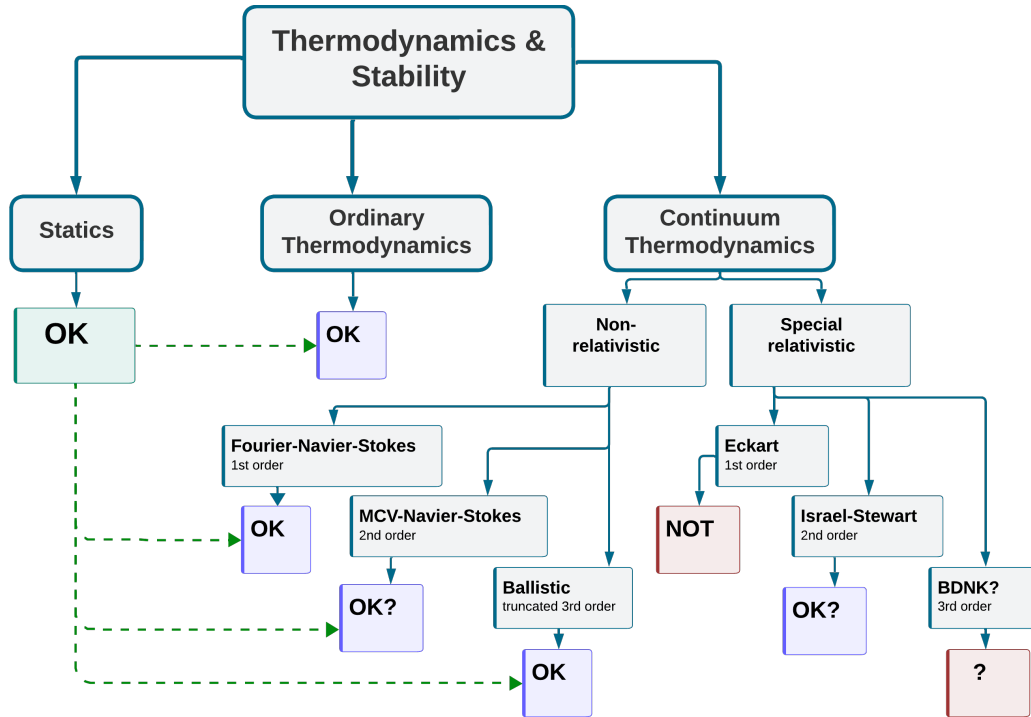 Thermodynamics &
Stability
Statics
Ordinary
Thermodynamics
Continuum
Thermodynamics
OK
OK
Non-
relativistic
Special
relativistic
Fourier-Navier-Stokes
1st order
Eckart
1st order
OK
MCV-Navier-Stokes
2nd order
NOT
Israel-Stewart
2nd order
OK?
Ballistic
truncated 3rd order
OK?
BDNK?
3rd order
OK
?